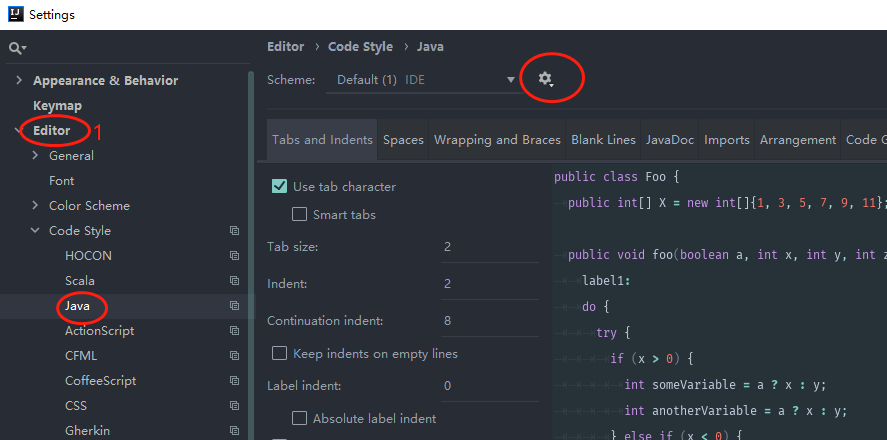 Settings
Editor › Code Style › Java
Appearance & Behavior
Scheme: Default (1) IDE
Keymap
Editor 1
Tabs and Indents Spaces Wrapping and Braces Blank Lines JavaDoc Imports Arrangement Code G
General
Font
Color Scheme
Code Style
HOCON
Scala
Java
ActionScript
CFML
CoffeeScript
CSS
Gherkin
Use tab character
Smart tabs
Tab size: 2
Indent: 2
Continuation indent: 8
Keep indents on empty lines
Label indent: 0
Absolute label indent
public class Foo {
public int[] X = new int[]{1, 3, 5, 7, 9, 11};
public void foo(boolean a, int x, int y, int z
label1:
do {
try {
if (x > 0) {
int someVariable = a ? x : y;
int anotherVariable = a ? x : y;
} else if (x < 0) {